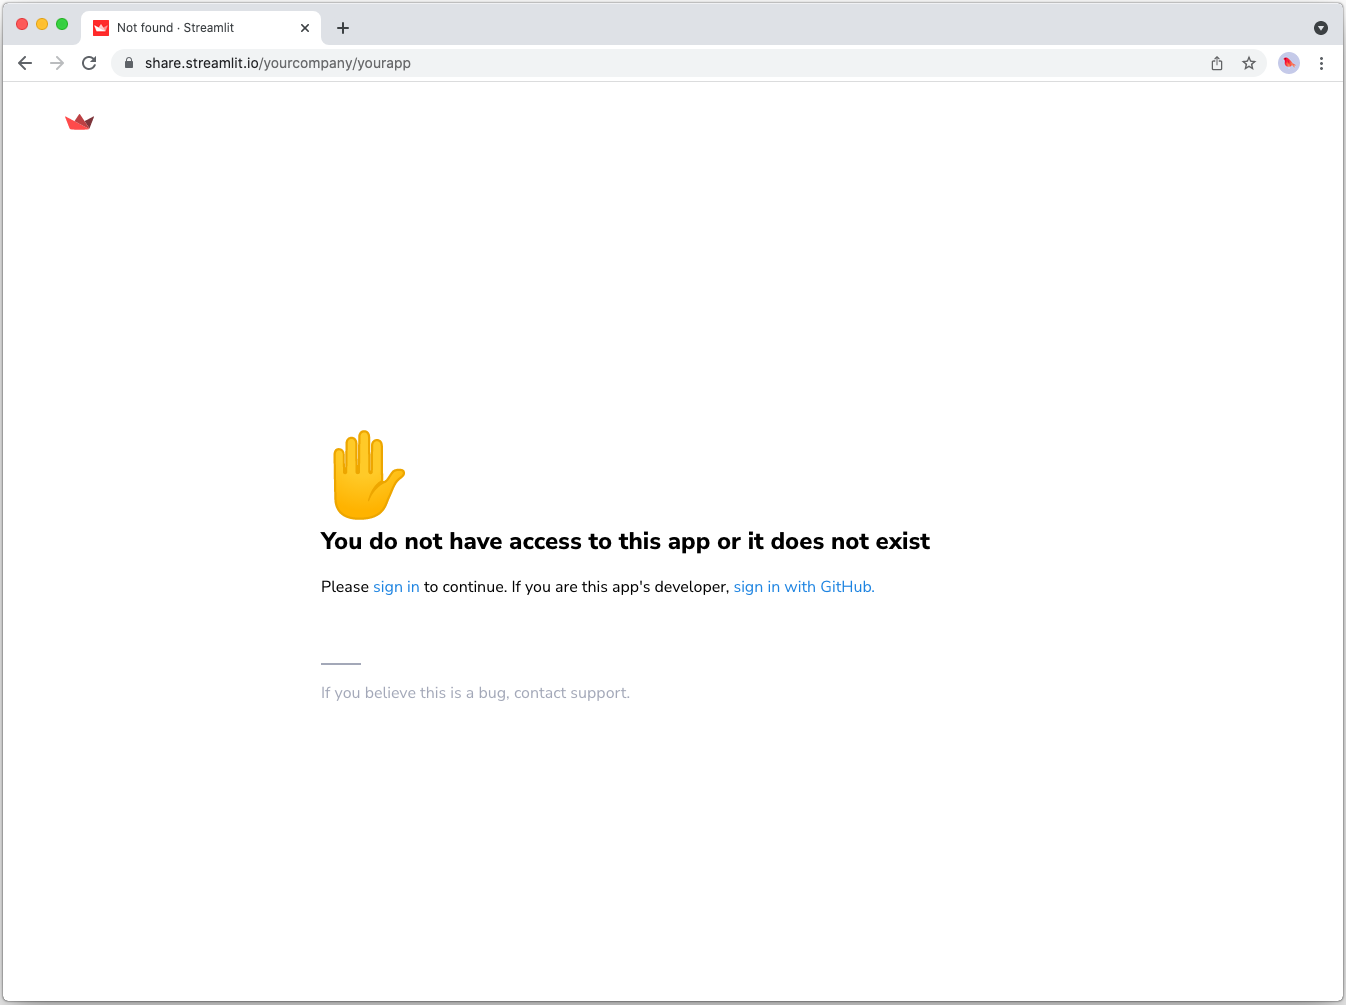 Not found · Streamlit
share.streamlit.io/yourcompany/yourapp
You do not have access to this app or it does not exist
Please sign in to continue. If you are this app's developer, sign in with GitHub.
If you believe this is a bug, contact support.